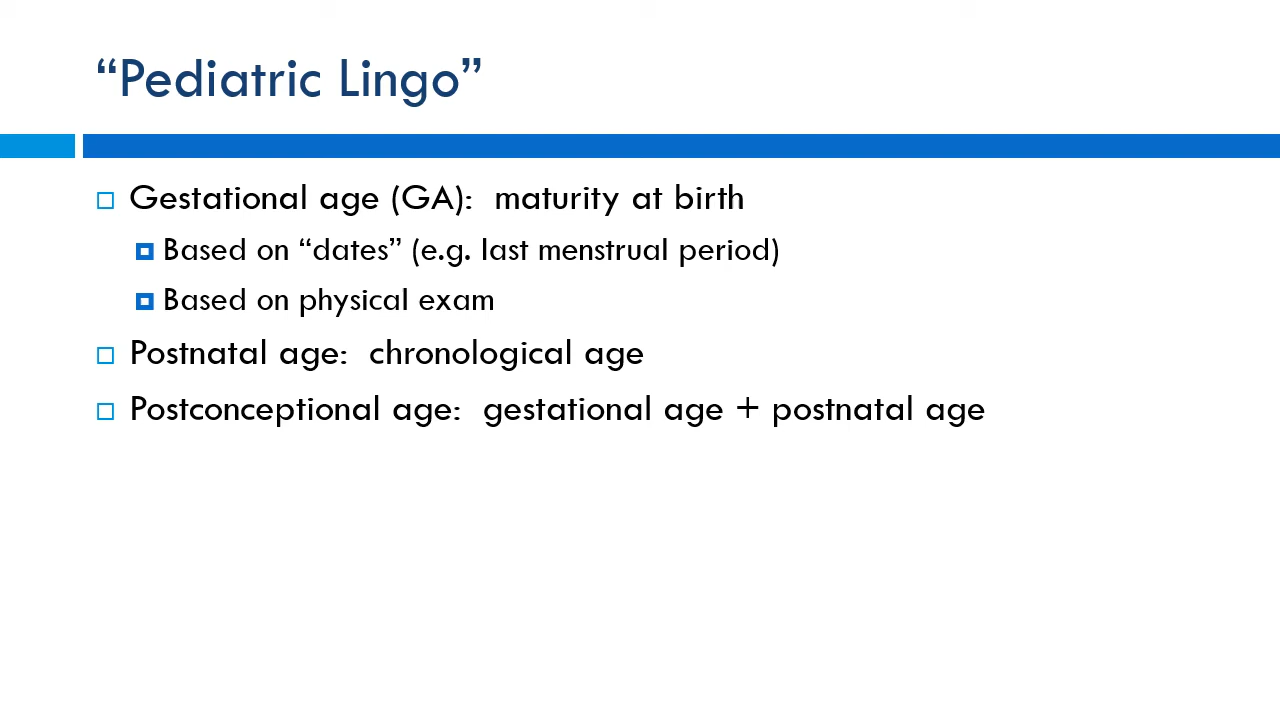 “Pediatric Lingo”
Gestational age (GA):  maturity at birth
Based on “dates” (e.g. last menstrual period)
Based on physical exam
Postnatal age:  chronological age
Postconceptional age:  gestational age + postnatal age